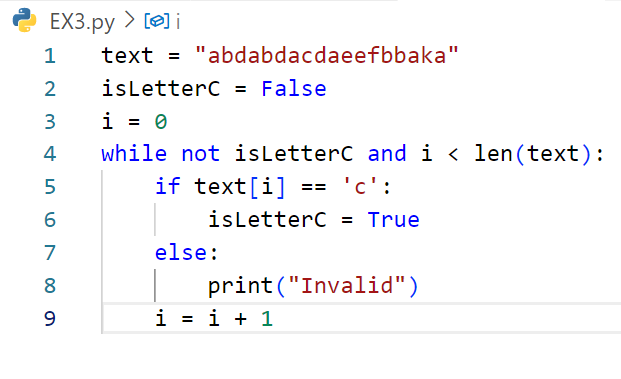 EX3.py > i
1 text = "abdabdacdaeefbbaka"
2 isLetterC = False
3 i = 0
4 while not isLetterC and i < len(text):
5     if text[i] == 'c':
6         isLetterC = True
7     else:
8         print("Invalid")
9     i = i + 1